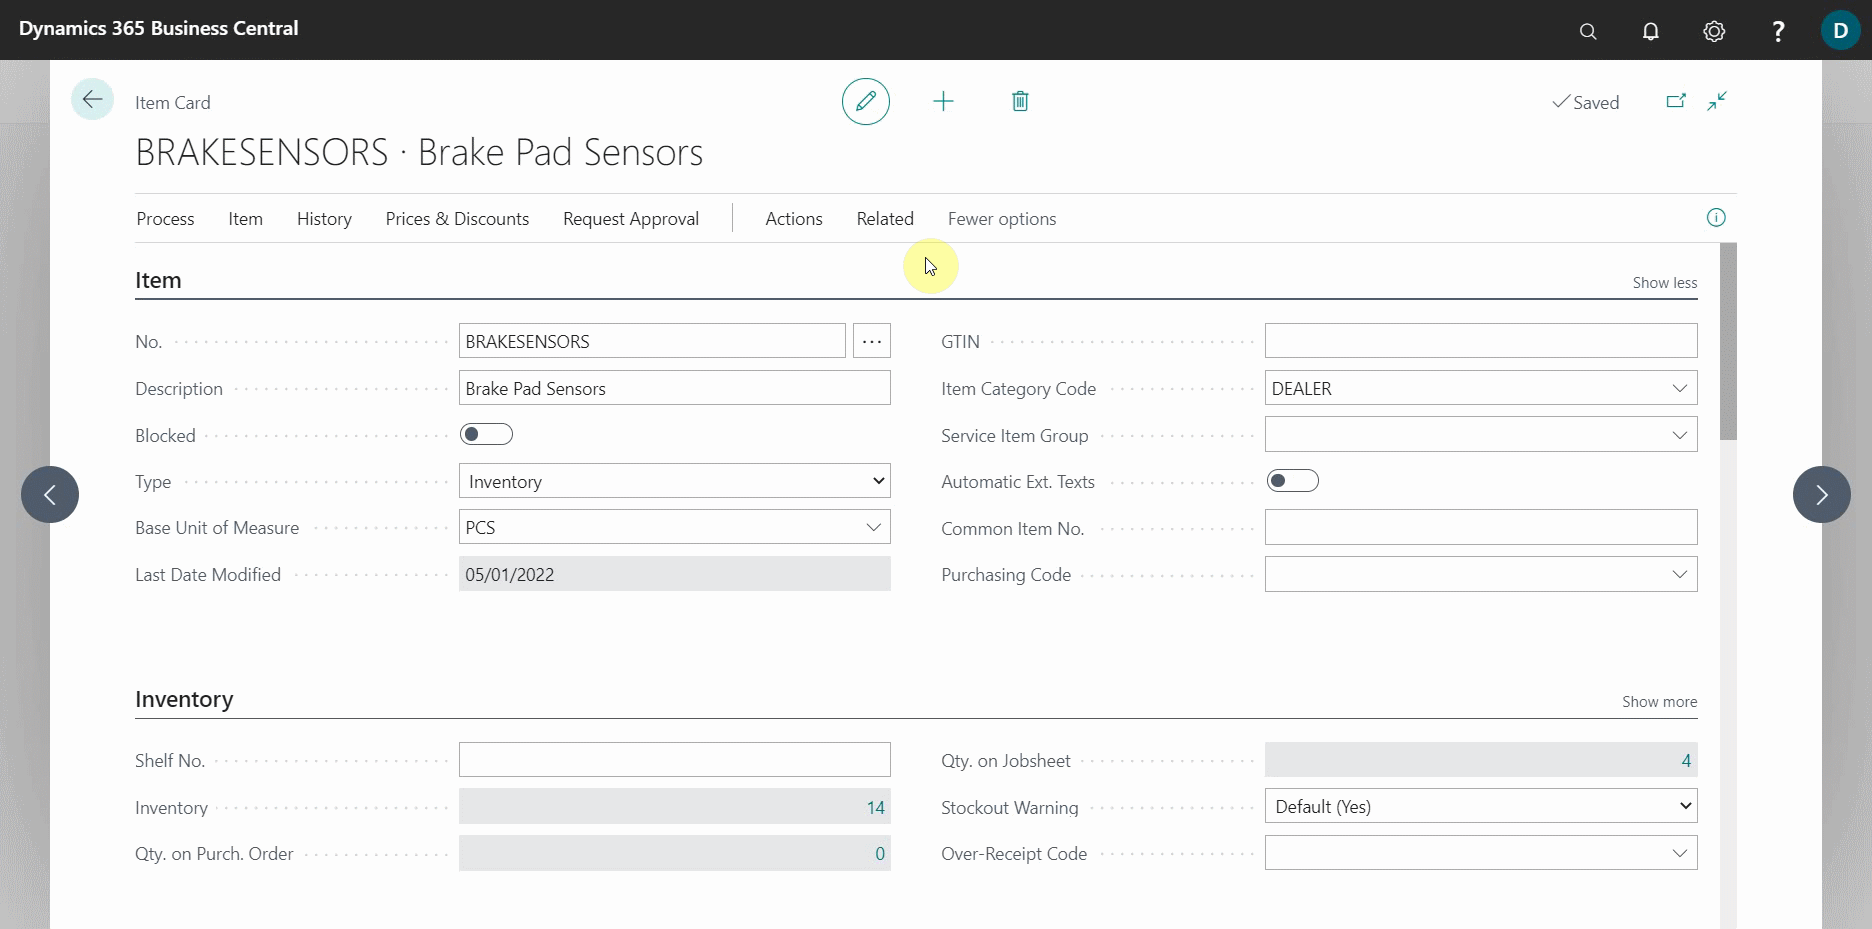 Dynamics 365 Business Central
?
D
Item Card
Saved
BRAKESENSORS · Brake Pad Sensors
Process Item History Prices & Discounts Request Approval Actions Related Fewer options
Item
Show less
No. BRAKESENSORS ...
GTIN
Description Brake Pad Sensors
Item Category Code DEALER
Blocked
Service Item Group
Type Inventory
Automatic Ext. Texts
Base Unit of Measure PCS
Common Item No.
Last Date Modified 05/01/2022
Purchasing Code
Inventory
Show more
Shelf No.
Qty. on Jobsheet 4
Inventory 14
Stockout Warning Default (Yes)
Qty. on Purch. Order 0
Over-Receipt Code